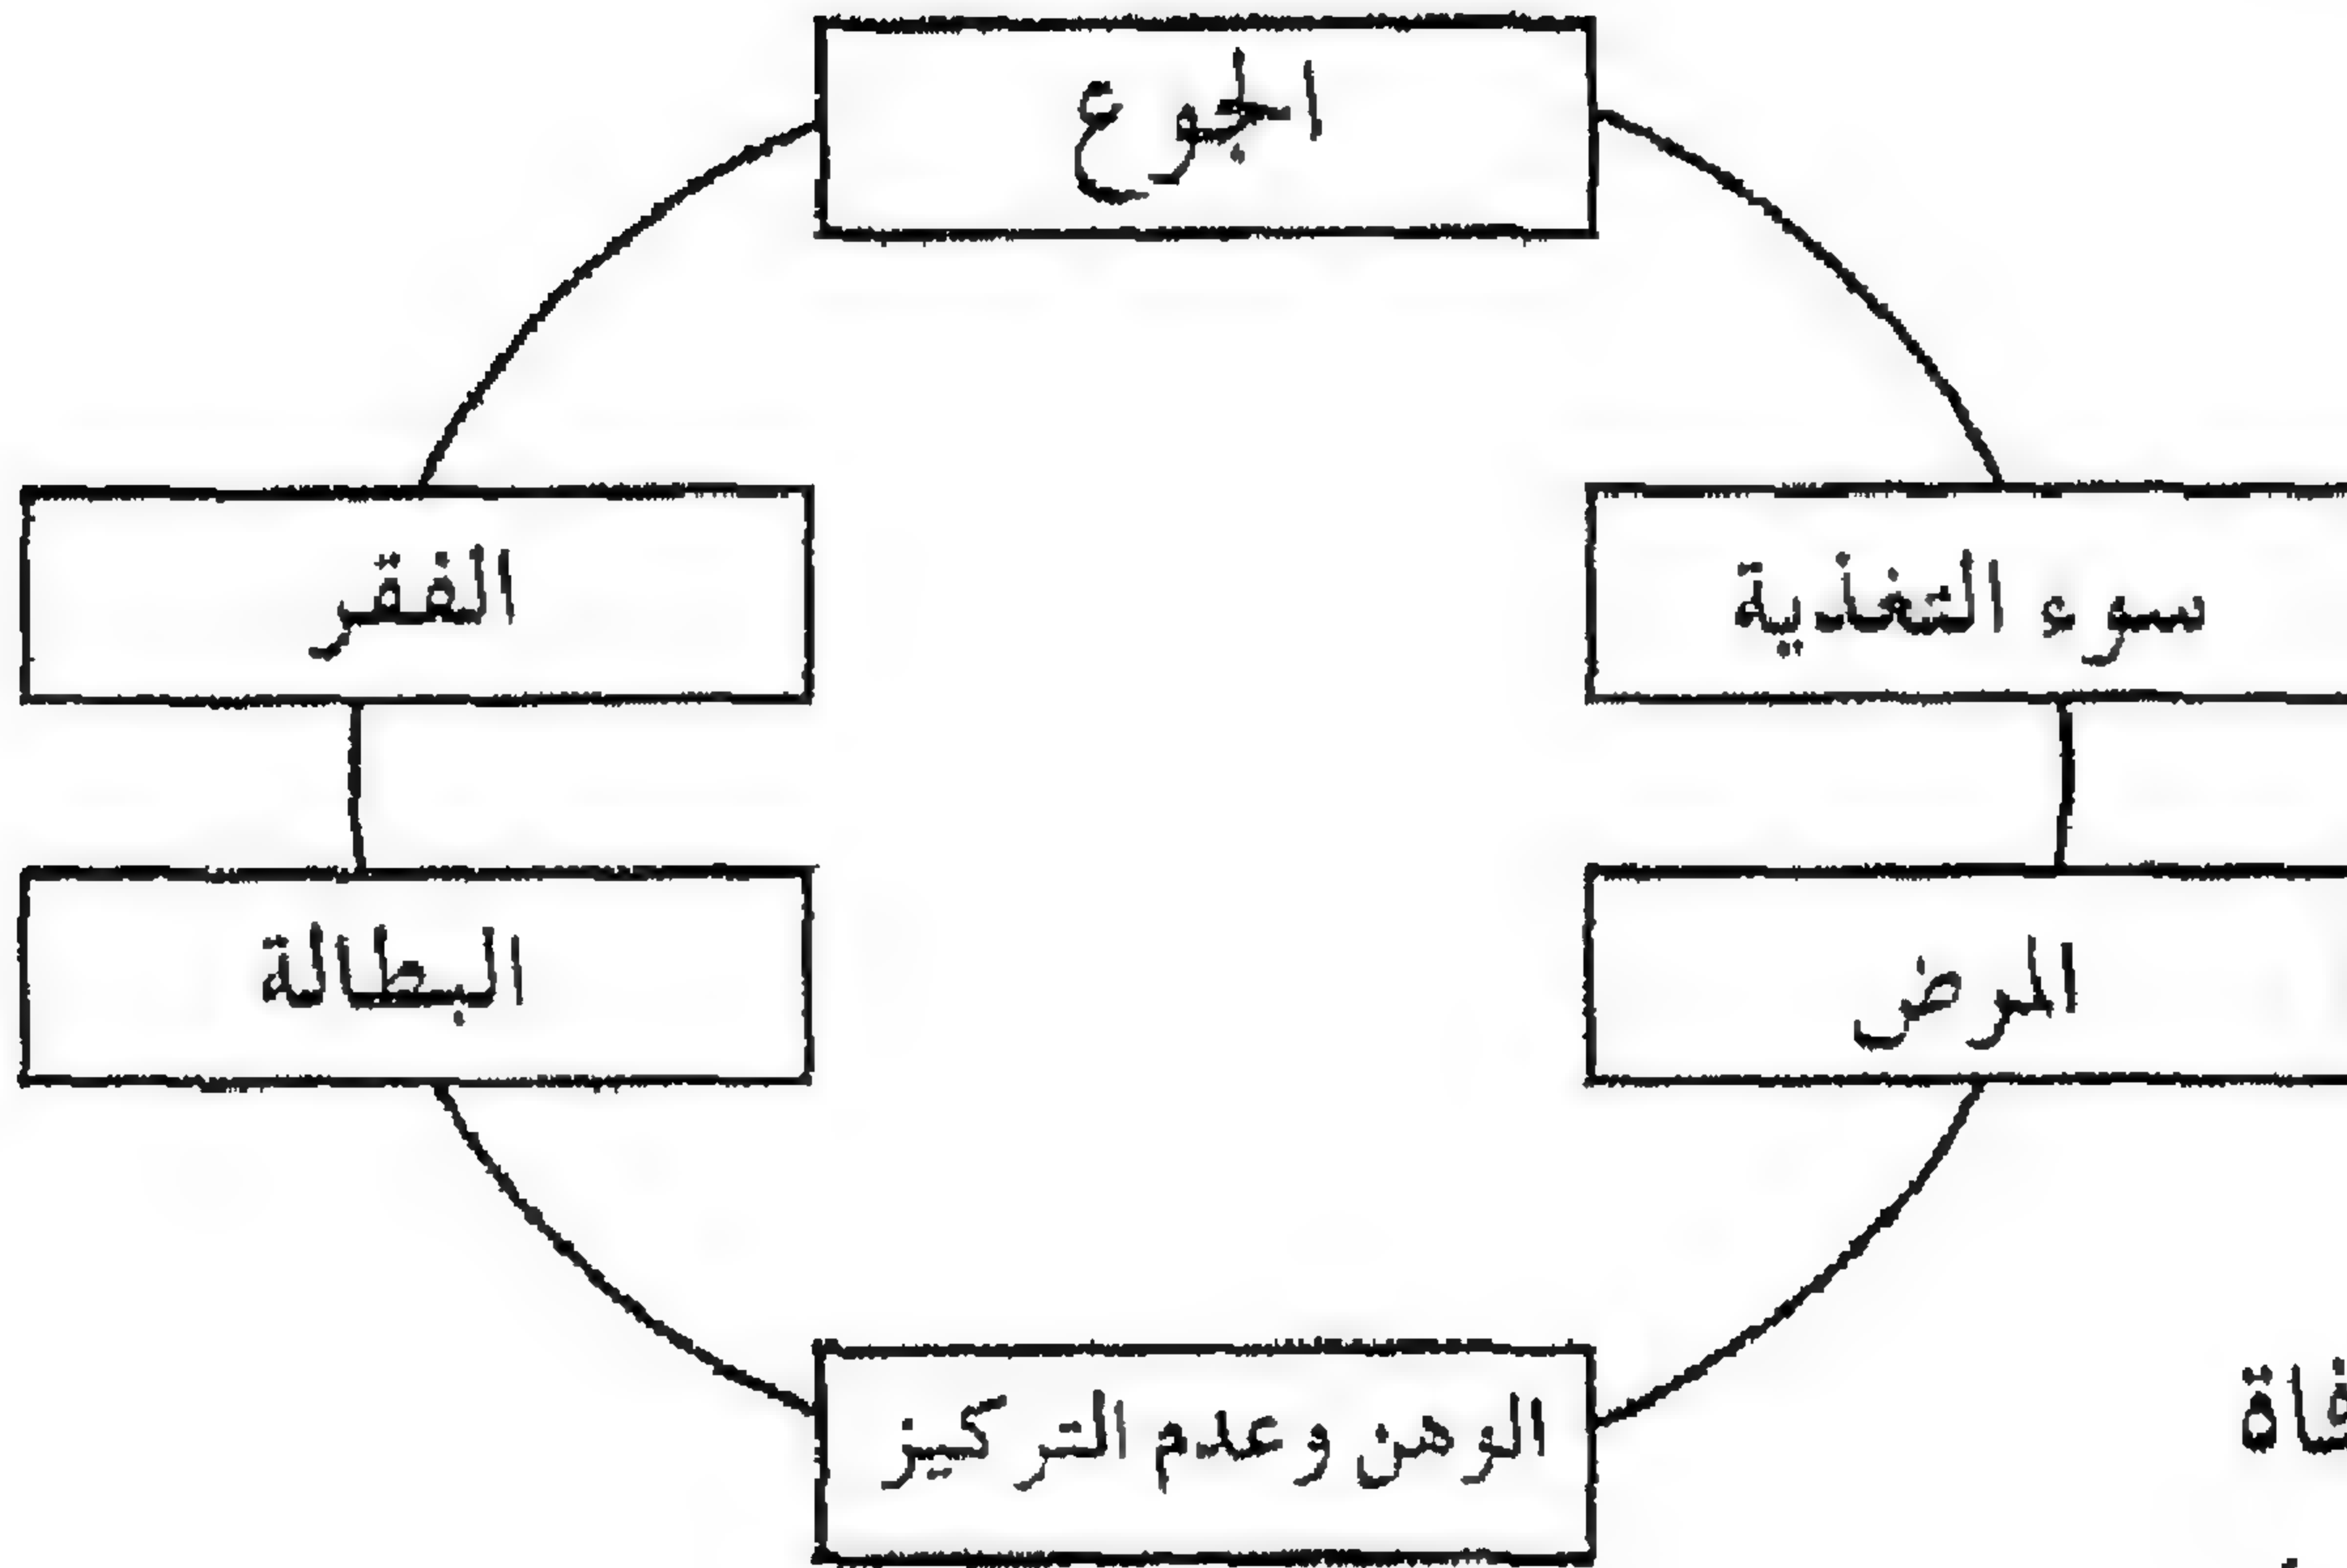 الجوع
سوء التغذية
الفقر
المرض
البطالة
الوهن وعدم التركيز